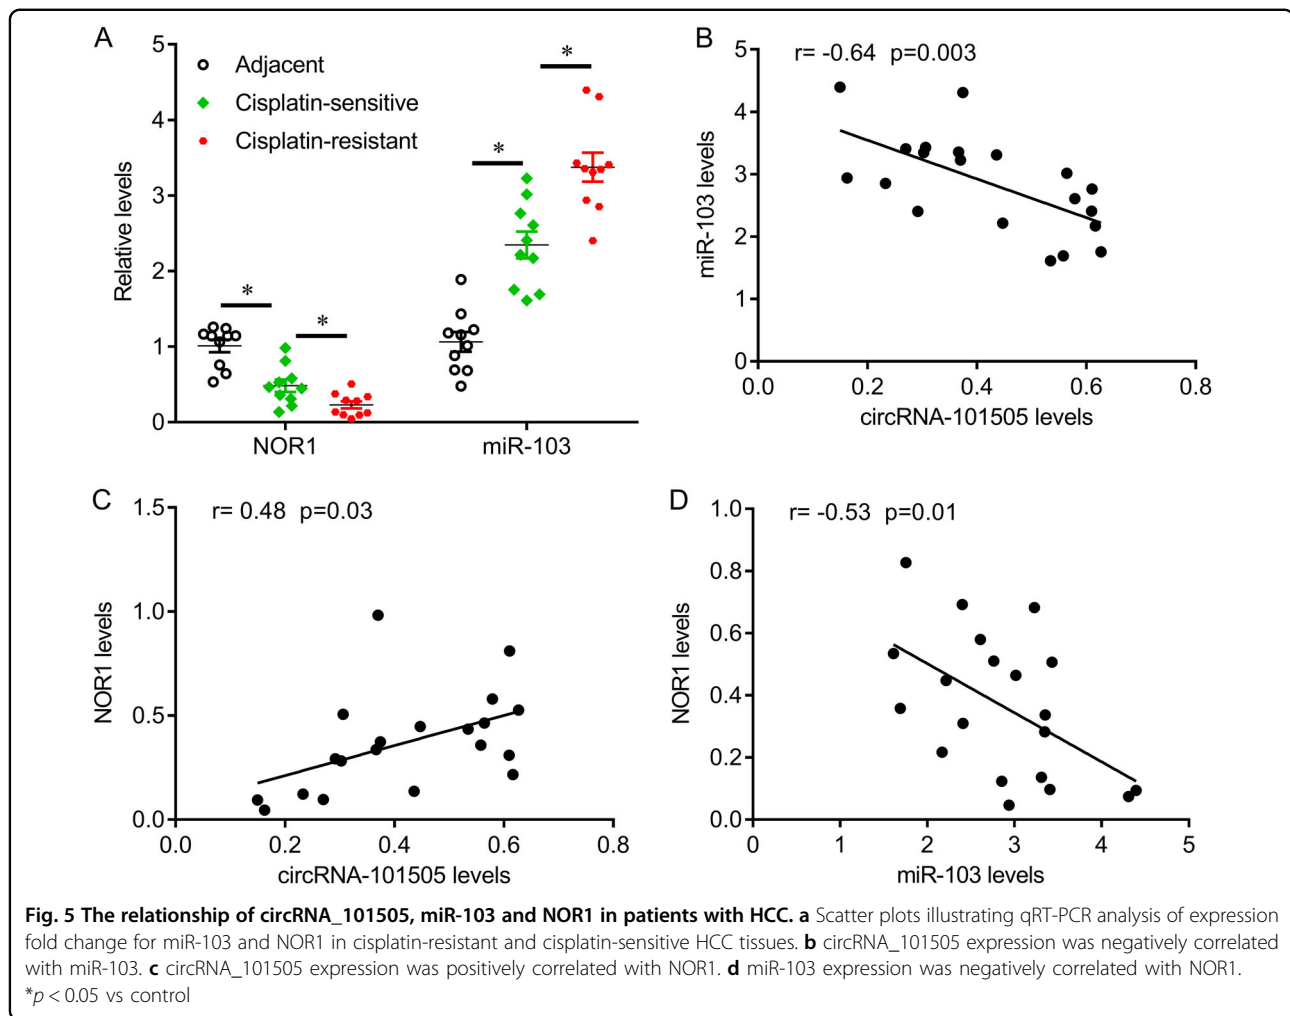 A
Adjacent
Cisplatin-sensitive
Cisplatin-resistant
Relative levels
5
4
3
2
1
0
*
*
*
*
NOR1
miR-103
B
r= -0.64 p=0.003
miR-103 levels
5
4
3
2
1
0
0.0 0.2 0.4 0.6 0.8
circRNA-101505 levels
C
r= 0.48 p=0.03
NOR1 levels
1.5
1.0
0.5
0.0
0.0 0.2 0.4 0.6 0.8
circRNA-101505 levels
D
r= -0.53 p=0.01
NOR1 levels
1.0
0.8
0.6
0.4
0.2
0.0
0 1 2 3 4 5
miR-103 levels
Fig. 5 The relationship of circRNA_101505, miR-103 and NOR1 in patients with HCC. a Scatter plots illustrating qRT-PCR analysis of expression
fold change for miR-103 and NOR1 in cisplatin-resistant and cisplatin-sensitive HCC tissues. b circRNA_101505 expression was negatively correlated
with miR-103. c circRNA_101505 expression was positively correlated with NOR1. d miR-103 expression was negatively correlated with NOR1.
*p < 0.05 vs control